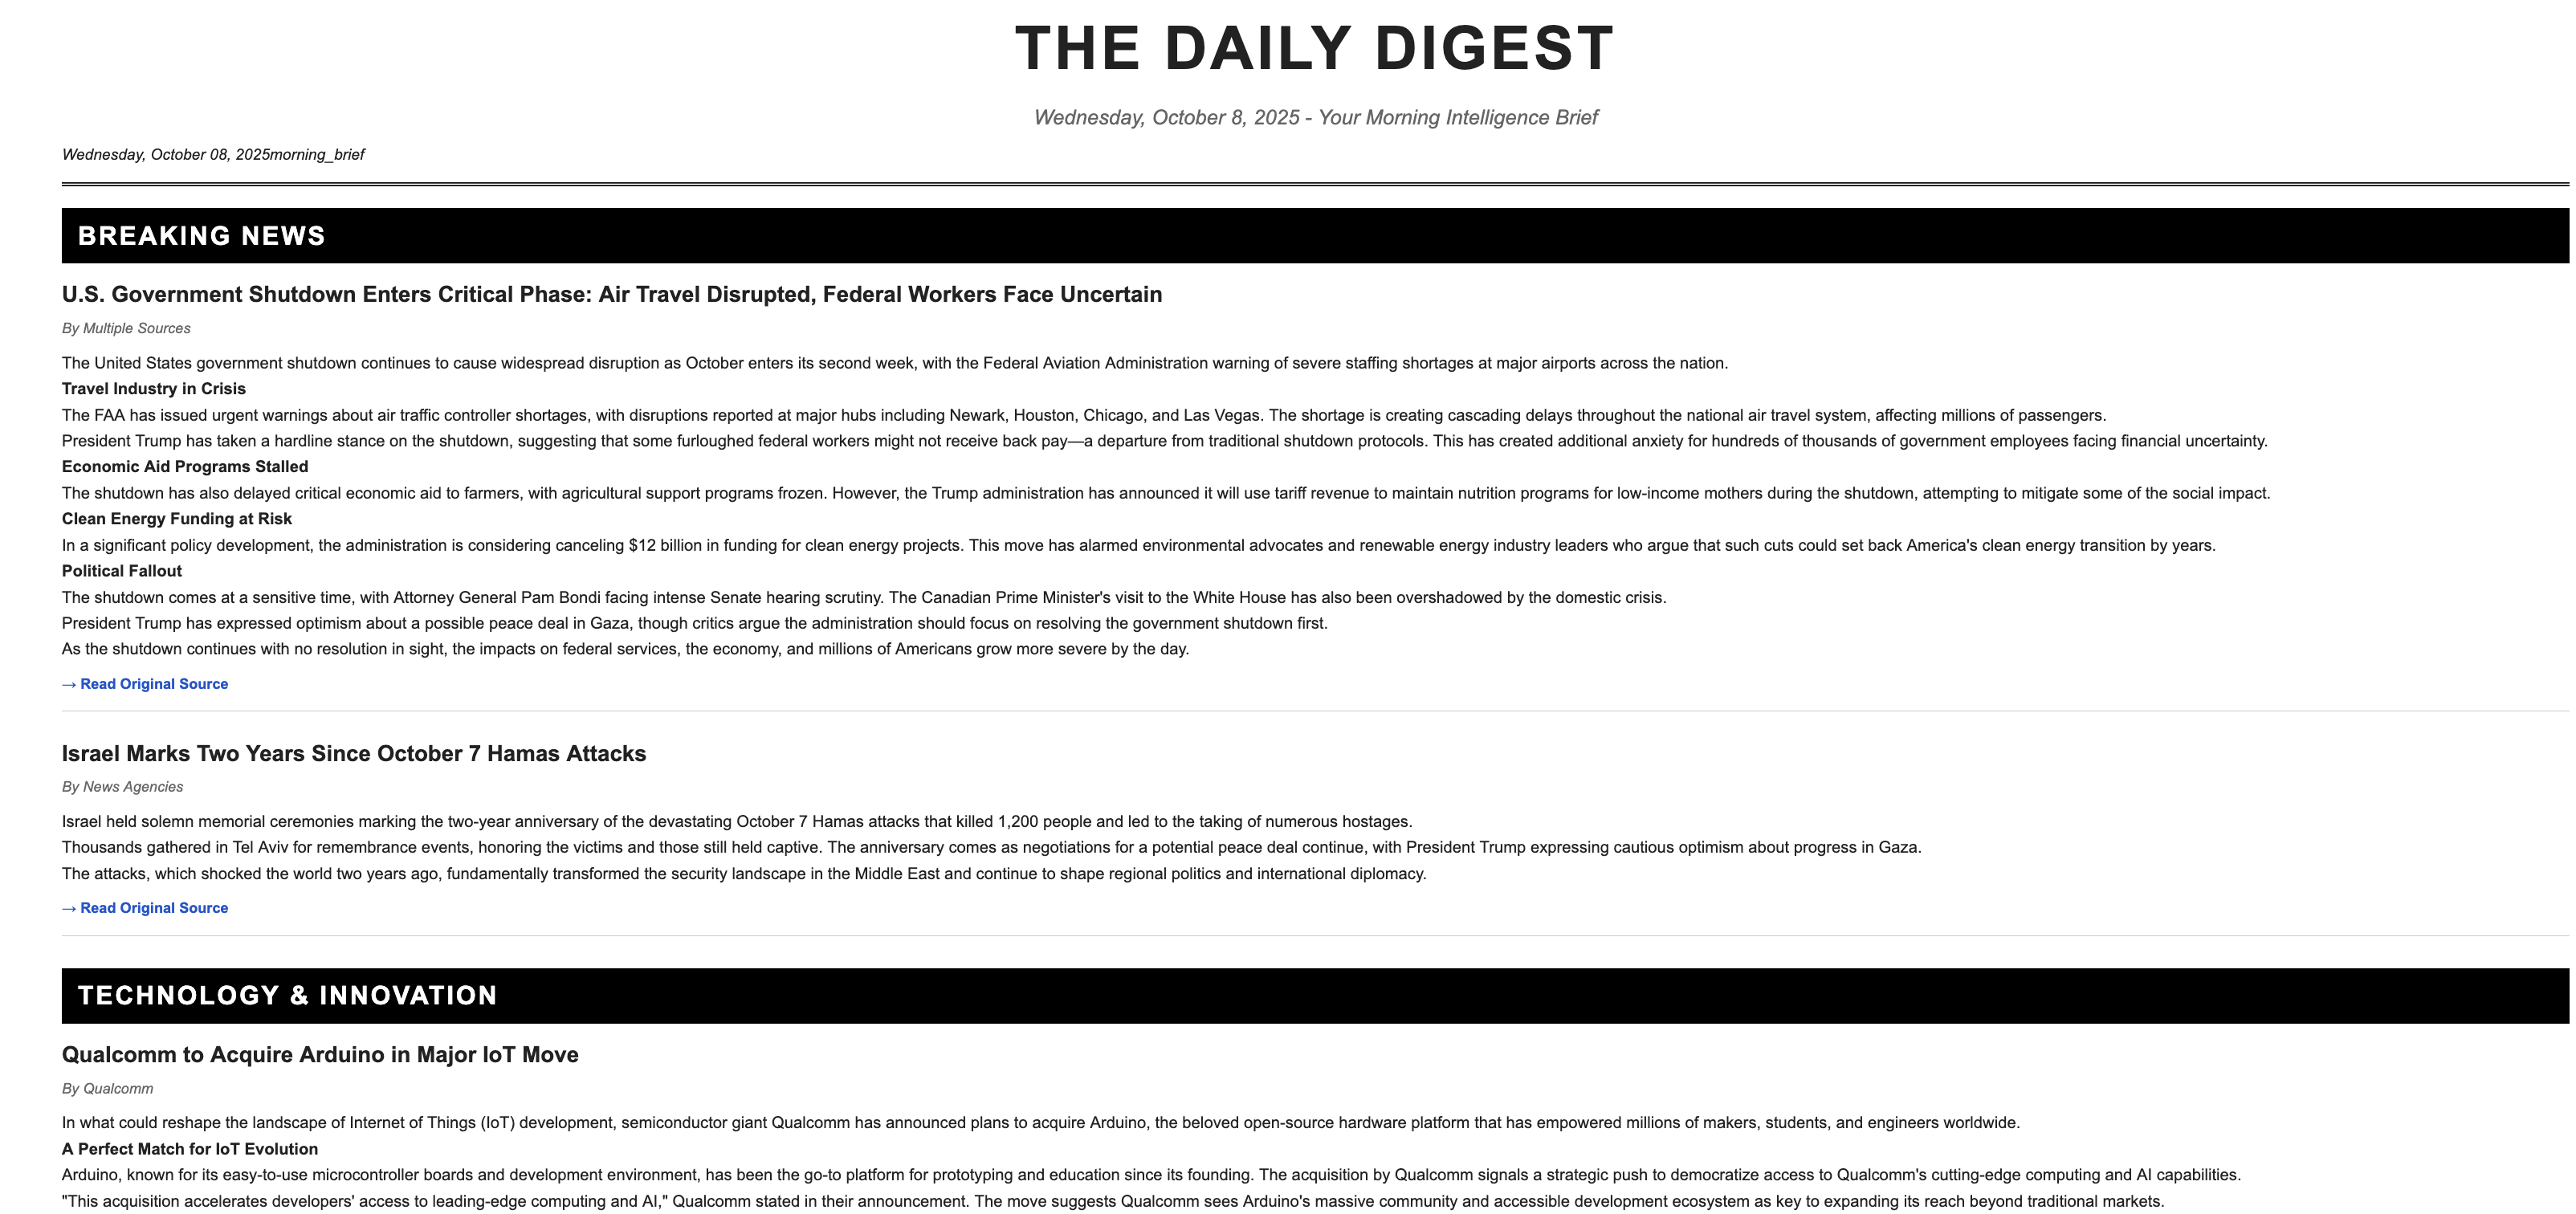 THE DAILY DIGEST
Wednesday, October 8, 2025 - Your Morning Intelligence Brief
Wednesday, October 08, 2025morning_brief
BREAKING NEWS
U.S. Government Shutdown Enters Critical Phase: Air Travel Disrupted, Federal Workers Face Uncertain
By Multiple Sources
The United States government shutdown continues to cause widespread disruption as October enters its second week, with the Federal Aviation Administration warning of severe staffing shortages at major airports across the nation.
Travel Industry in Crisis
The FAA has issued urgent warnings about air traffic controller shortages, with disruptions reported at major hubs including Newark, Houston, Chicago, and Las Vegas. The shortage is creating cascading delays throughout the national air travel system, affecting millions of passengers.
President Trump has taken a hardline stance on the shutdown, suggesting that some furloughed federal workers might not receive back pay—a departure from traditional shutdown protocols. This has created additional anxiety for hundreds of thousands of government employees facing financial uncertainty.
Economic Aid Programs Stalled
The shutdown has also delayed critical economic aid to farmers, with agricultural support programs frozen. However, the Trump administration has announced it will use tariff revenue to maintain nutrition programs for low-income mothers during the shutdown, attempting to mitigate some of the social impact.
Clean Energy Funding at Risk
In a significant policy development, the administration is considering canceling $12 billion in funding for clean energy projects. This move has alarmed environmental advocates and renewable energy industry leaders who argue that such cuts could set back America's clean energy transition by years.
Political Fallout
The shutdown comes at a sensitive time, with Attorney General Pam Bondi facing intense Senate hearing scrutiny. The Canadian Prime Minister's visit to the White House has also been overshadowed by the domestic crisis.
President Trump has expressed optimism about a possible peace deal in Gaza, though critics argue the administration should focus on resolving the government shutdown first.
As the shutdown continues with no resolution in sight, the impacts on federal services, the economy, and millions of Americans grow more severe by the day.
→ Read Original Source
Israel Marks Two Years Since October 7 Hamas Attacks
By News Agencies
Israel held solemn memorial ceremonies marking the two-year anniversary of the devastating October 7 Hamas attacks that killed 1,200 people and led to the taking of numerous hostages.
Thousands gathered in Tel Aviv for remembrance events, honoring the victims and those still held captive. The anniversary comes as negotiations for a potential peace deal continue, with President Trump expressing cautious optimism about progress in Gaza.
The attacks, which shocked the world two years ago, fundamentally transformed the security landscape in the Middle East and continue to shape regional politics and international diplomacy.
→ Read Original Source
TECHNOLOGY & INNOVATION
Qualcomm to Acquire Arduino in Major IoT Move
By Qualcomm
In what could reshape the landscape of Internet of Things (IoT) development, semiconductor giant Qualcomm has announced plans to acquire Arduino, the beloved open-source hardware platform that has empowered millions of makers, students, and engineers worldwide.
A Perfect Match for IoT Evolution
Arduino, known for its easy-to-use microcontroller boards and development environment, has been the go-to platform for prototyping and education since its founding. The acquisition by Qualcomm signals a strategic push to democratize access to Qualcomm's cutting-edge computing and AI capabilities.
"This acquisition accelerates developers' access to leading-edge computing and AI," Qualcomm stated in their announcement. The move suggests Qualcomm sees Arduino's massive community and accessible development ecosystem as key to expanding its reach beyond traditional markets.